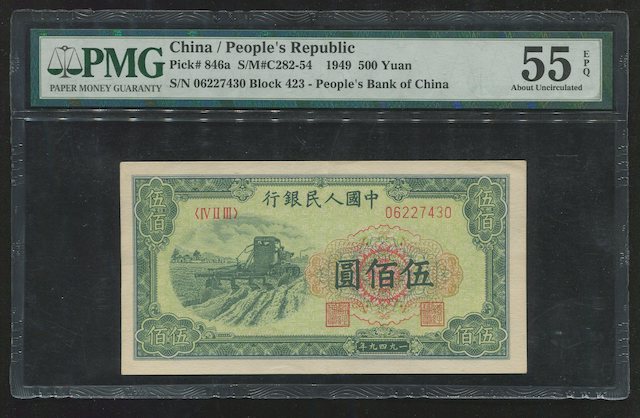 PMG
PAPER MONEY GUARANTY
China / People's Republic
Pick# 846a S/M#C282-54 1949 500 Yuan
S/N 06227430 Block 423 - People's Bank of China
55 EPQ
About Uncirculated
行銀民人國中
伍佰
伍佰
(IV II III)
06227430
圓佰伍
佰伍
佰伍
年九四九一